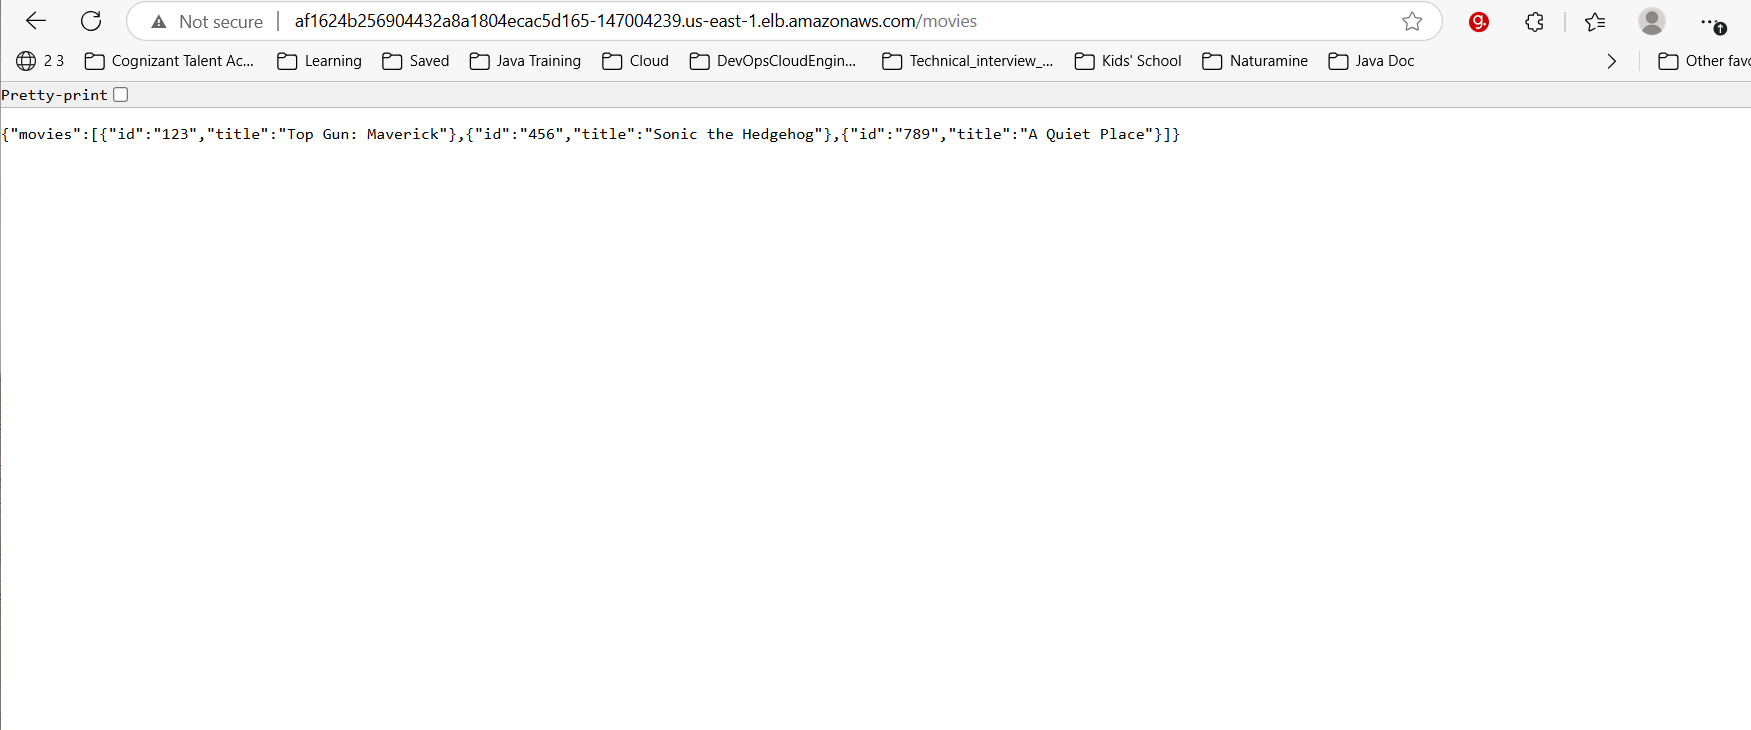 Not secure af1624b256904432a8a1804ecac5d165-147004239.us-east-1.elb.amazonaws.com/movies g.
2 3 Cognizant Talent Ac... Learning Saved Java Training Cloud DevOpsCloudEngin... Technical_interview_... Kids' School Naturamine Java Doc Other favo
Pretty-print
{"movies":[{"id":"123","title":"Top Gun: Maverick"},{"id":"456","title":"Sonic the Hedgehog"},{"id":"789","title":"A Quiet Place"}]}